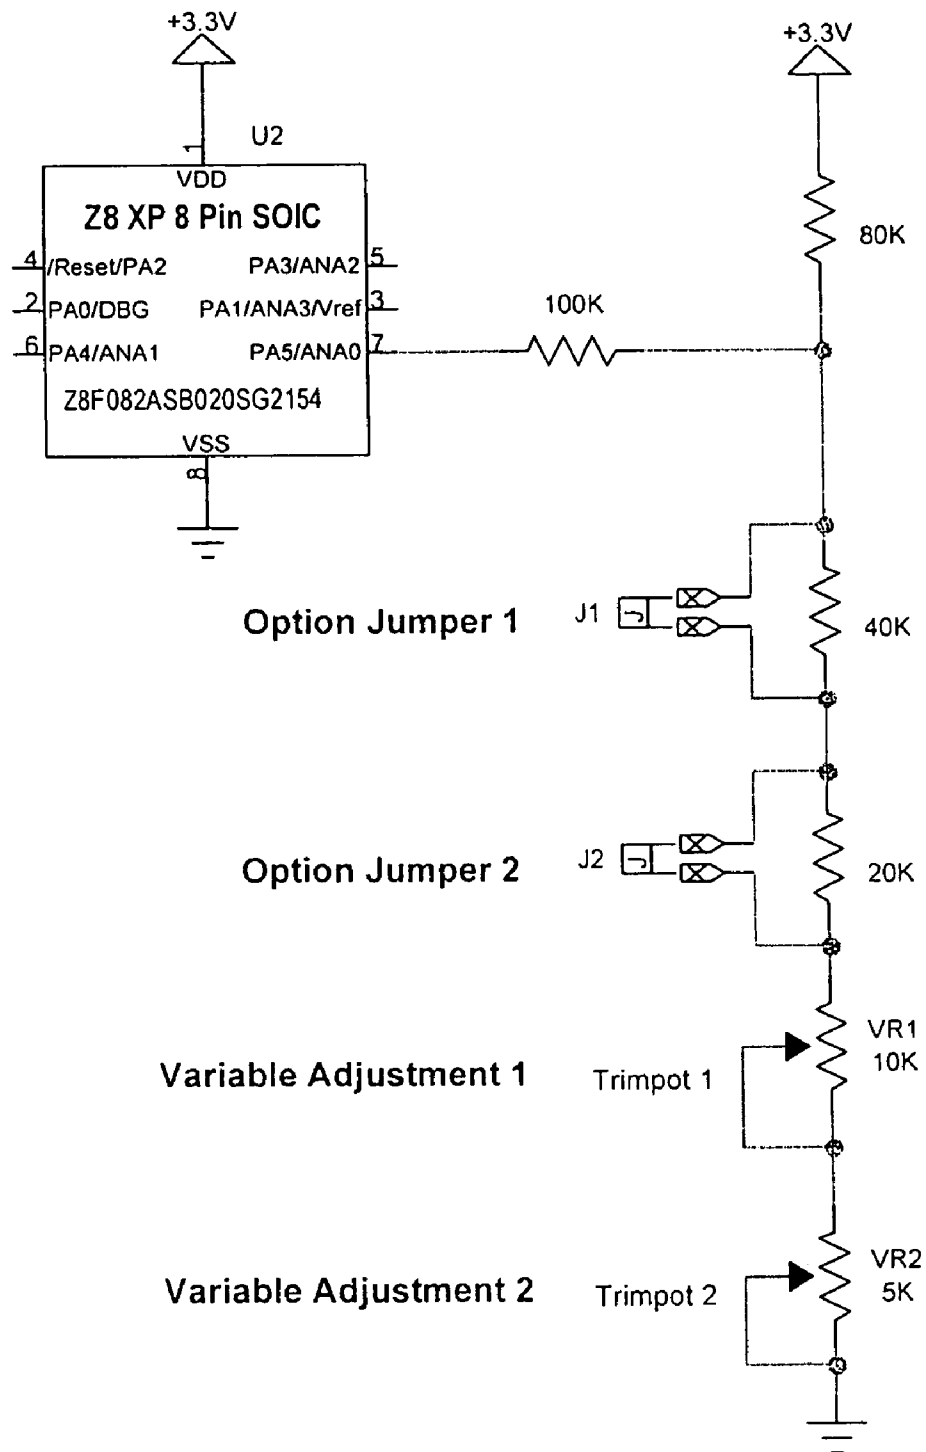 +3.3V
+3.3V
1
U2
VDD
Z8 XP 8 Pin SOIC
80K
4
/Reset/PA2
PA3/ANA2
5
2
PA0/DBG
PA1/ANA3/Vref
3
100K
6
PA4/ANA1
PA5/ANA0
7
Z8F082ASB020SG2154
VSS
8
Option Jumper 1
J1
J
40K
Option Jumper 2
J2
J
20K
VR1
10K
Variable Adjustment 1
Trimpot 1
VR2
5K
Variable Adjustment 2
Trimpot 2